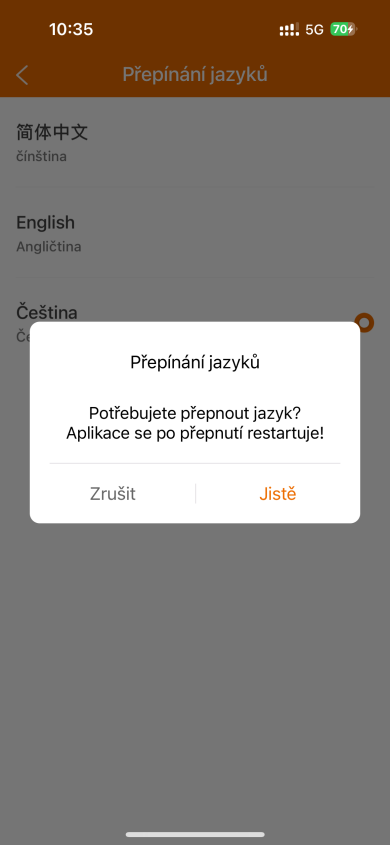 10:35
5G
70
Přepínání jazyků
简体中文
čínština
English
Angličtina
Čeština
Přepínání jazyků
Potřebujete přepnout jazyk?
Aplikace se po přepnutí restartuje!
Zrušit
Jistě